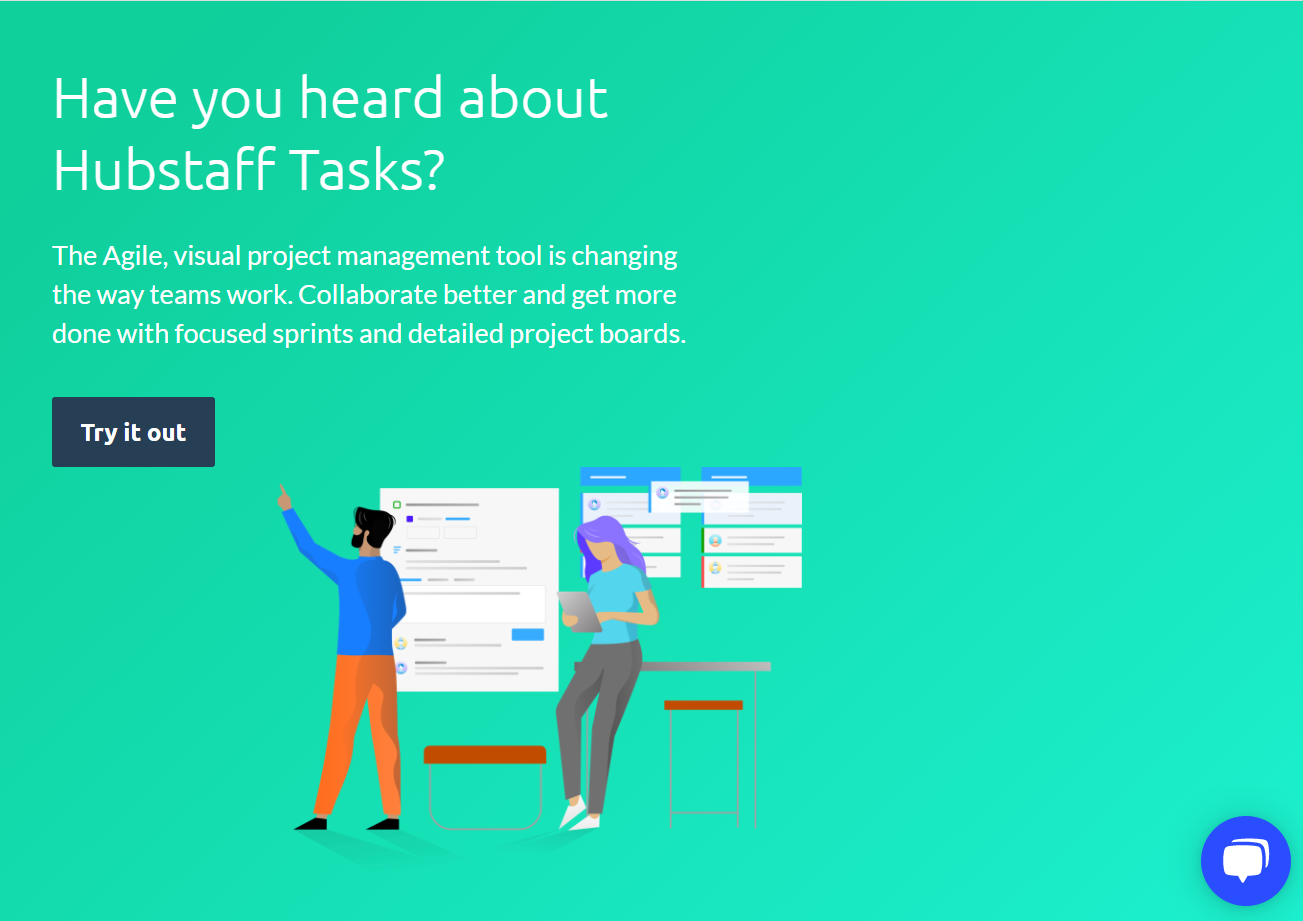 Have you heard about
Hubstaff Tasks?
The Agile, visual project management tool is changing
the way teams work. Collaborate better and get more
done with focused sprints and detailed project boards.
Try it out